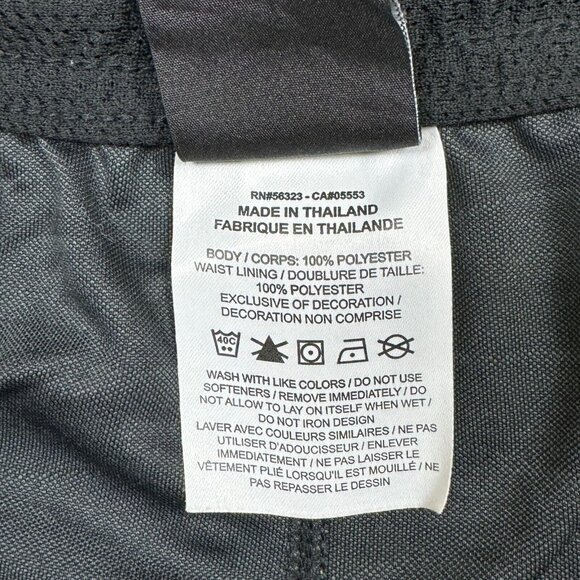 RN#56323 - CA#05553
MADE IN THAILAND
FABRIQUE EN THAILANDE
BODY / CORPS: 100% POLYESTER
WAIST LINING / DOUBLURE DE TAILLE:
100% POLYESTER
EXCLUSIVE OF DECORATION /
DECORATION NON COMPRISE
40C
WASH WITH LIKE COLORS / DO NOT USE
SOFTENERS / REMOVE IMMEDIATELY / DO
NOT ALLOW TO LAY ON ITSELF WHEN WET /
DO NOT IRON DESIGN
LAVER AVEC COULEURS SIMILAIRES / NE PAS
UTILISER D'ADOUCISSEUR / ENLEVER
IMMEDIATEMENT / NE PAS LAISSER LE
VÊTEMENT PLIÉ LORSQU'IL EST MOUILLÉ / NE
PAS REPASSER LE DESSIN